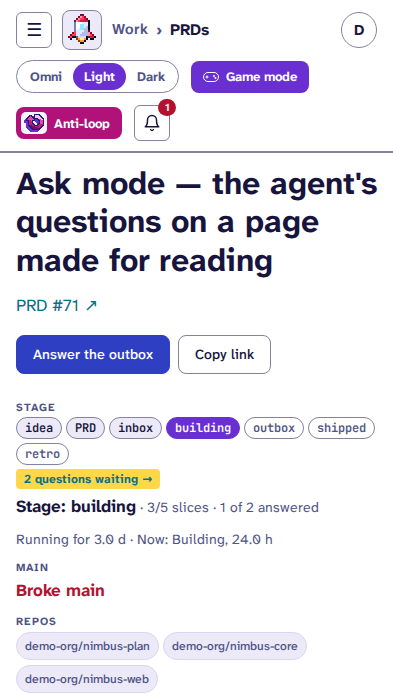 ☰ Work › PRDs D
Omni Light Dark Game mode
Anti-loop 1
Ask mode — the agent's
questions on a page
made for reading
PRD #71 ↗
Answer the outbox Copy link
STAGE
idea PRD inbox building outbox shipped
retro
2 questions waiting →
Stage: building · 3/5 slices · 1 of 2 answered
Running for 3.0 d · Now: Building, 24.0 h
MAIN
Broke main
REPOS
demo-org/nimbus-plan demo-org/nimbus-core
demo-org/nimbus-web